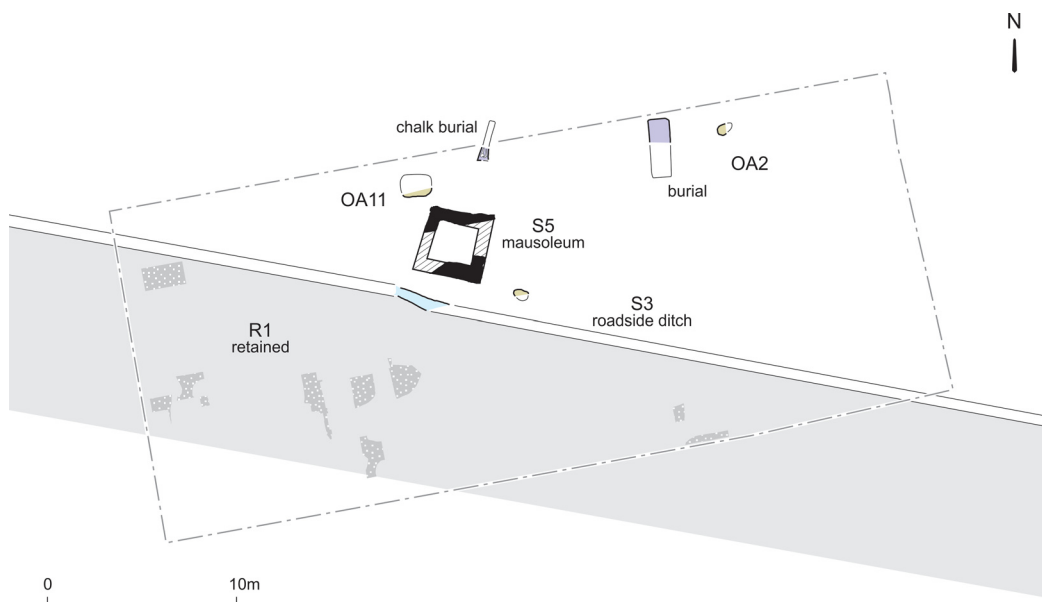 N
chalk burial
OA2
burial
OA11
S5
mausoleum
S3
roadside ditch
R1
retained
0 10m